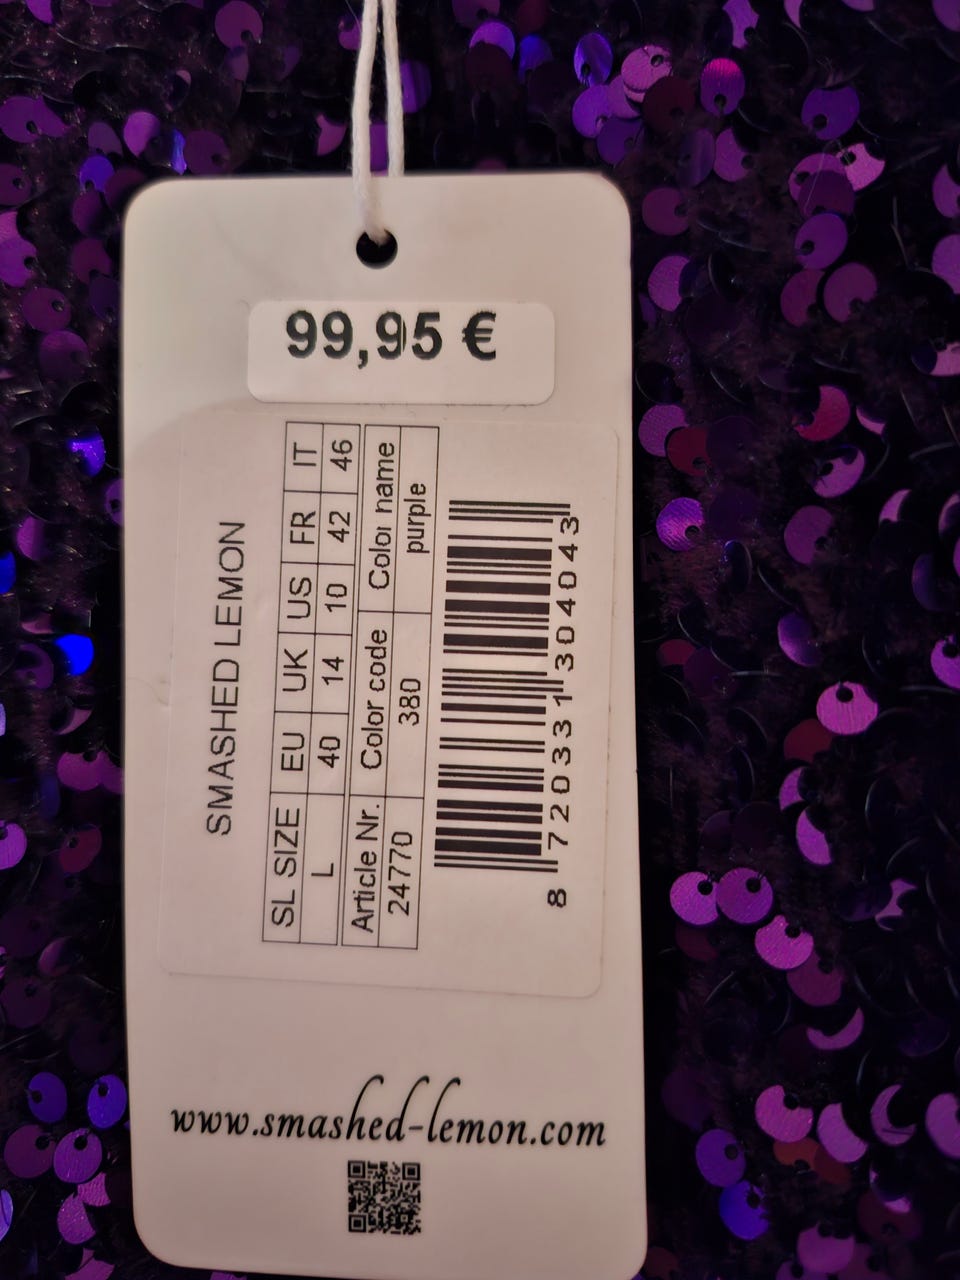 99,95 €
SMASHED LEMON
SL SIZE EU UK US FR IT
L 40 14 10 42 46
Article Nr. Color code Color name
24770 380 purple
8 720331 304043
www.smashed-lemon.com